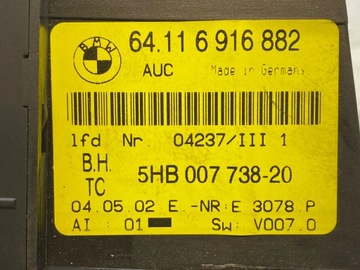 BMW
64.11 6 916 882
AUC Made in Germany
lfd Nr. 04237/III 1
B.H.
TC 5HB 007 738-20
04.05.02 E.-NR:E 3078.P
AI : 01 Sw: V007.0